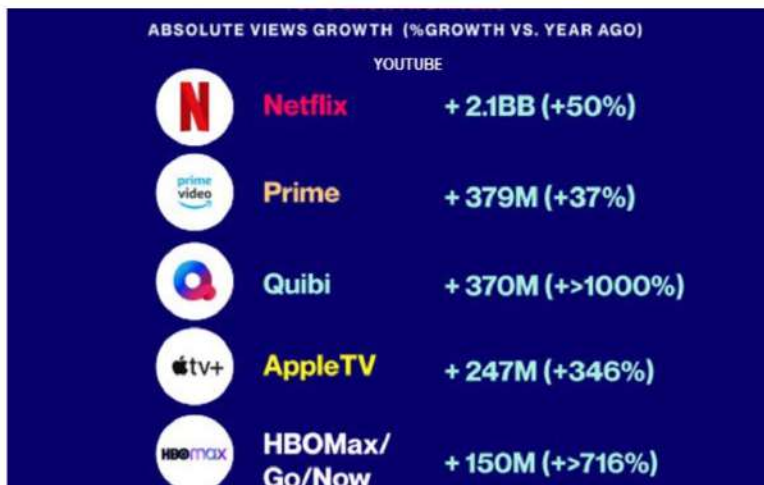 ABSOLUTE VIEWS GROWTH (%GROWTH VS. YEAR AGO)
YOUTUBE
N Netflix + 2.1BB (+50%)
prime
video
Prime + 379M (+37%)
Quibi + 370M (+>1000%)
tv+ AppleTV + 247M (+346%)
HBOMAX HBOMax/
Go/Now + 150M (+>716%)